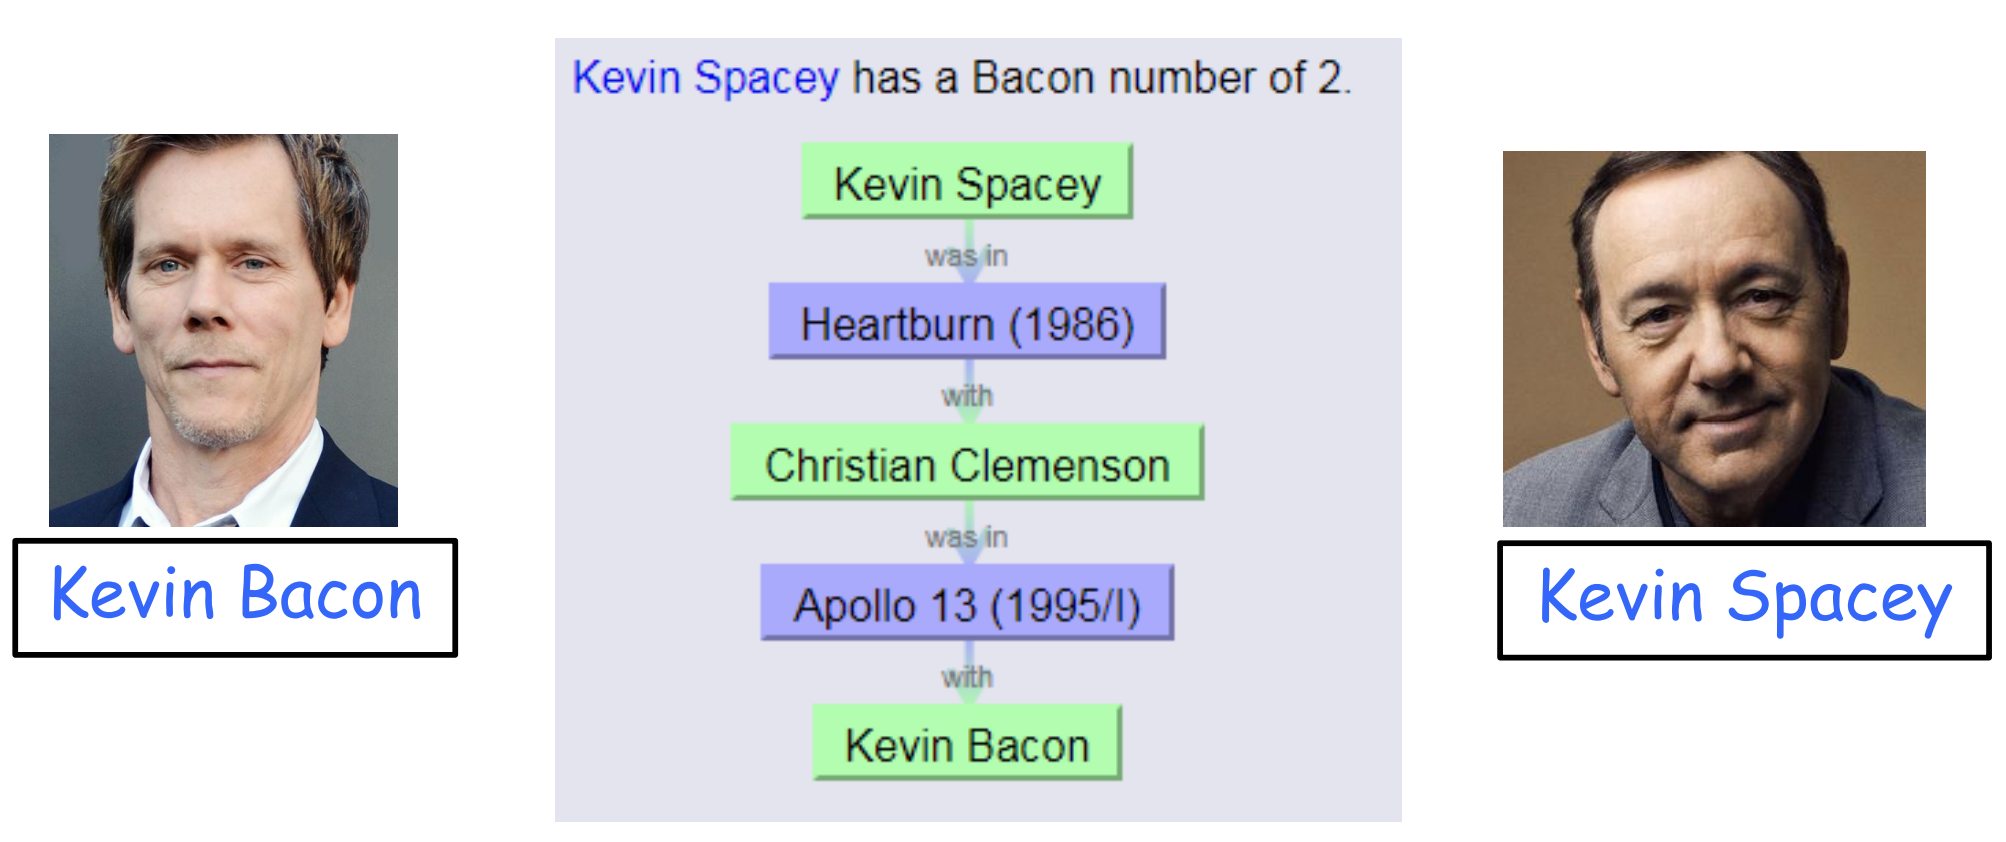 Kevin Spacey has a Bacon number of 2.
Kevin Spacey
was in
Heartburn (1986)
with
Christian Clemenson
was in
Apollo 13 (1995/I)
with
Kevin Bacon
Kevin Bacon
Kevin Spacey